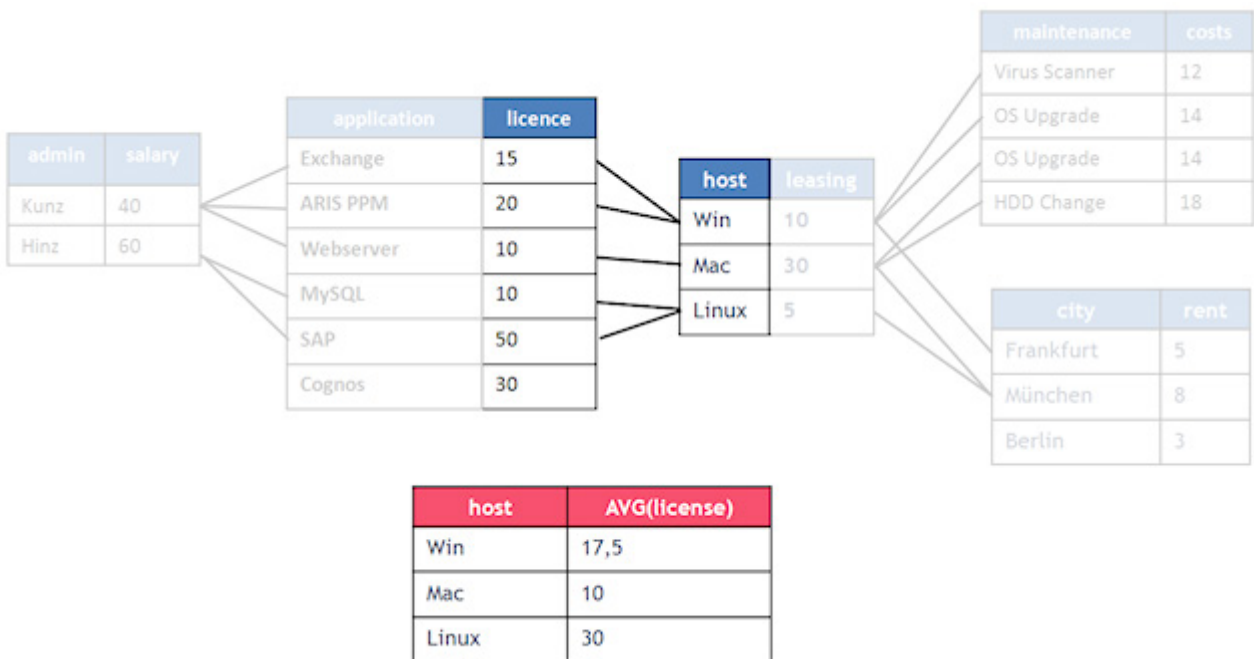 maintenance costs
Virus Scanner 12
OS Upgrade 14
OS Upgrade 14
HDD Change 18
application licence
Exchange 15
ARIS PPM 20
Webserver 10
MySQL 10
SAP 50
Cognos 30
admin salary
Kunz 40
Hinz 60
host leasing
Win 10
Mac 30
Linux 5
city rent
Frankfurt 5
München 8
Berlin 3
host AVG(license)
Win 17,5
Mac 10
Linux 30